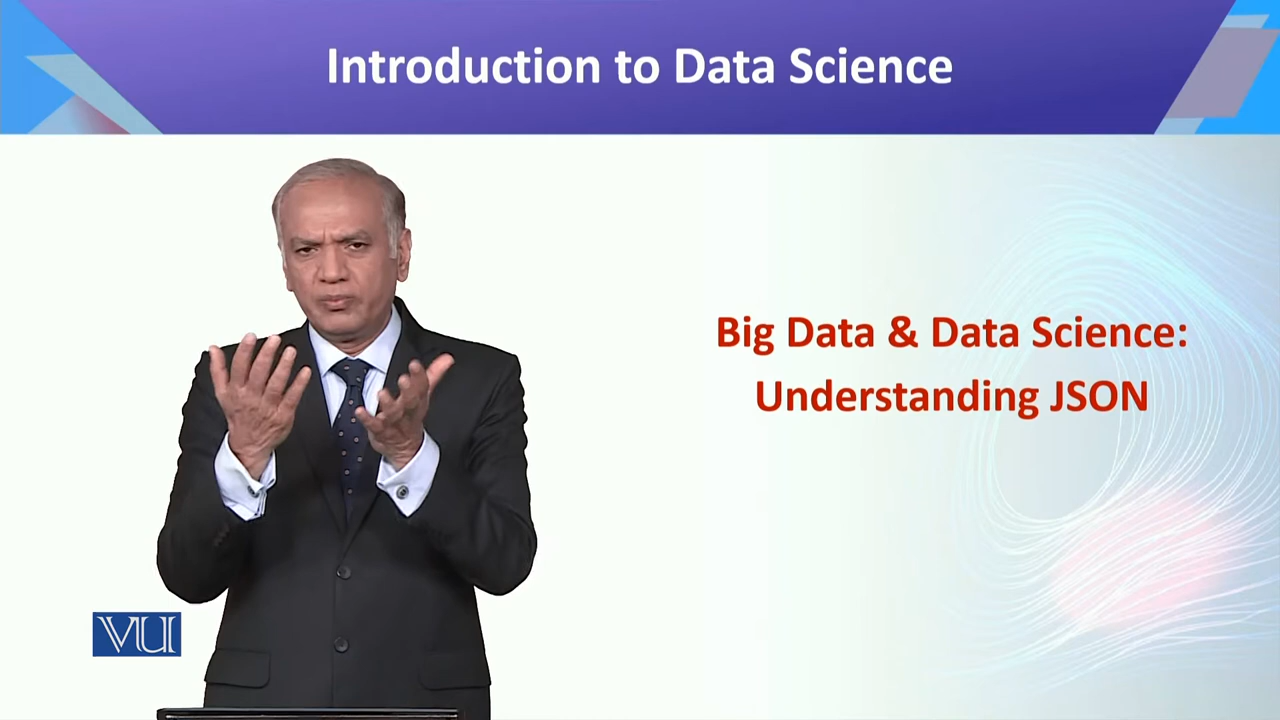 Introduction to Data Science
Big Data & Data Science:
Understanding JSON
VU